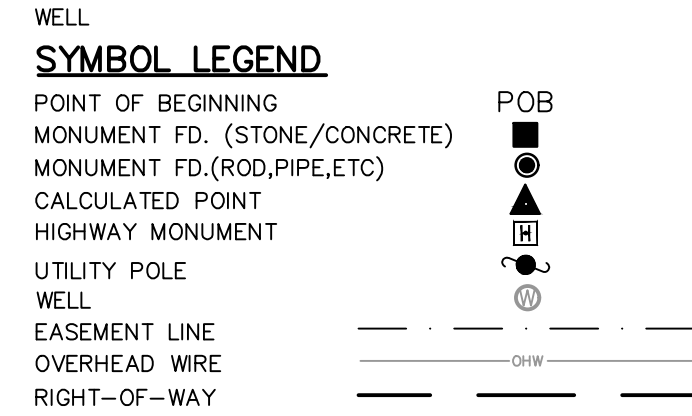 WELL
SYMBOL LEGEND
POINT OF BEGINNING POB
MONUMENT FD. (STONE/CONCRETE)
MONUMENT FD.(ROD,PIPE,ETC)
CALCULATED POINT
HIGHWAY MONUMENT H
UTILITY POLE
WELL W
EASEMENT LINE
OVERHEAD WIRE OHW
RIGHT-OF-WAY